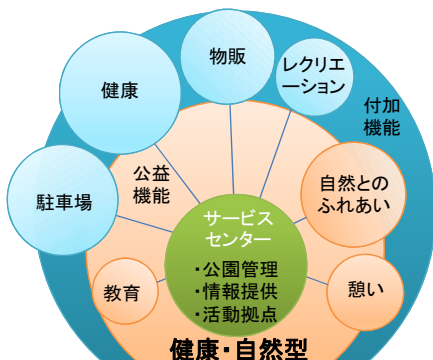 物販
レクリエ
ーション
健康
付加
機能
公益
機能
自然との
ふれあい
駐車場
サービス
センター
・公園管理
・情報提供
・活動拠点
教育
憩い
健康・自然型